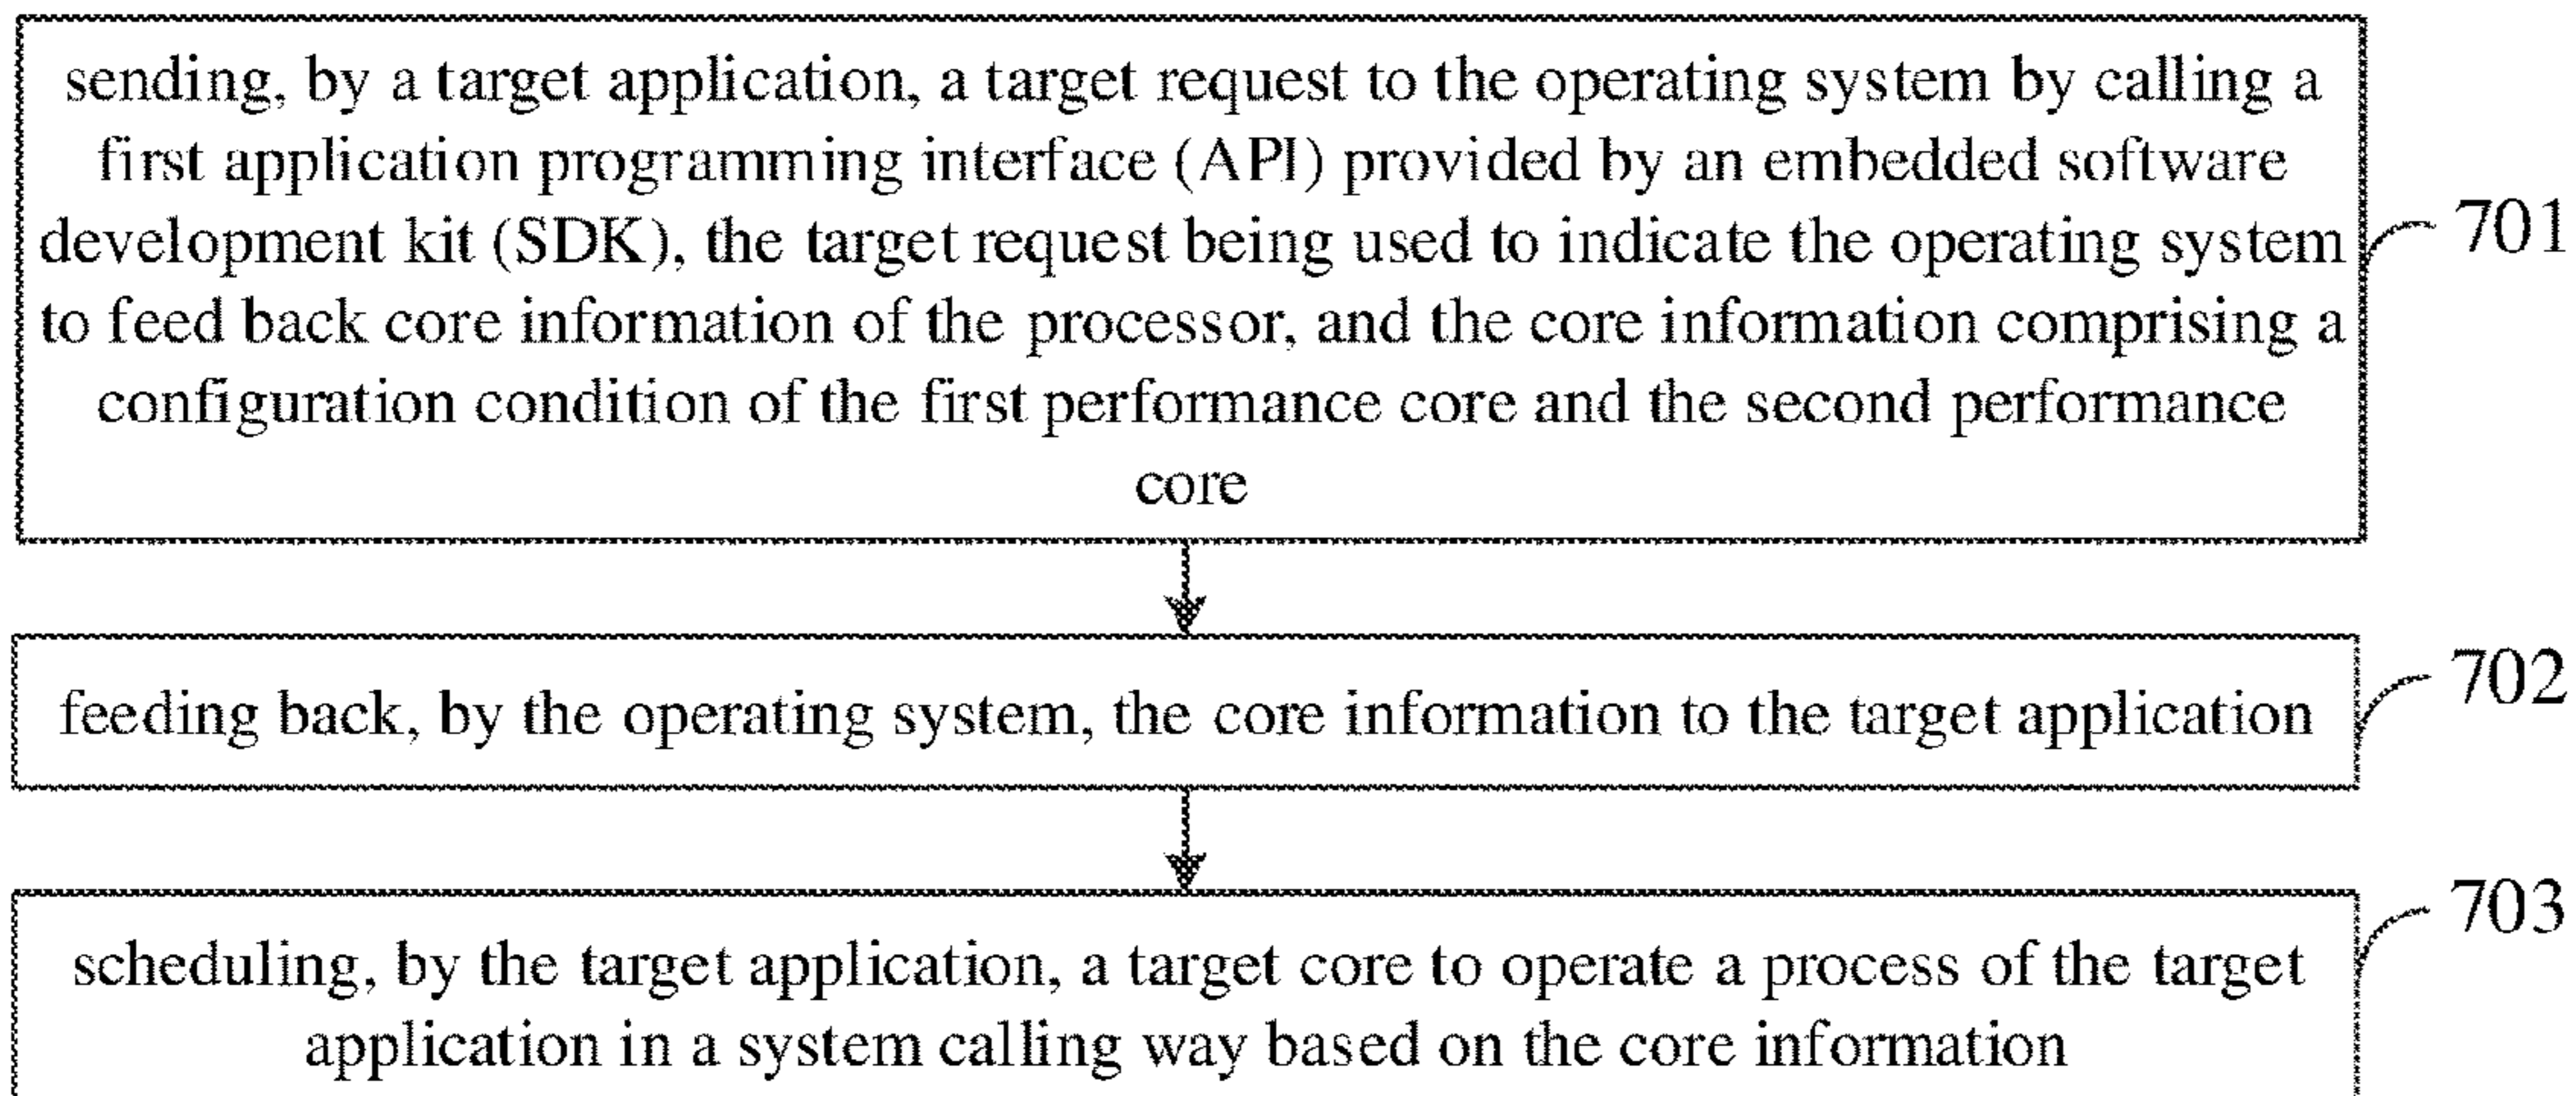 sending, by a target application, a target request to the operating system by calling a
first application programming interface (API) provided by an embedded software
development kit (SDK), the target request being used to indicate the operating system
to feed back core information of the processor, and the core information comprising a
configuration condition of the first performance core and the second performance
core
701
feeding back, by the operating system, the core information to the target application
702
scheduling, by the target application, a target core to operate a process of the target
application in a system calling way based on the core information
703